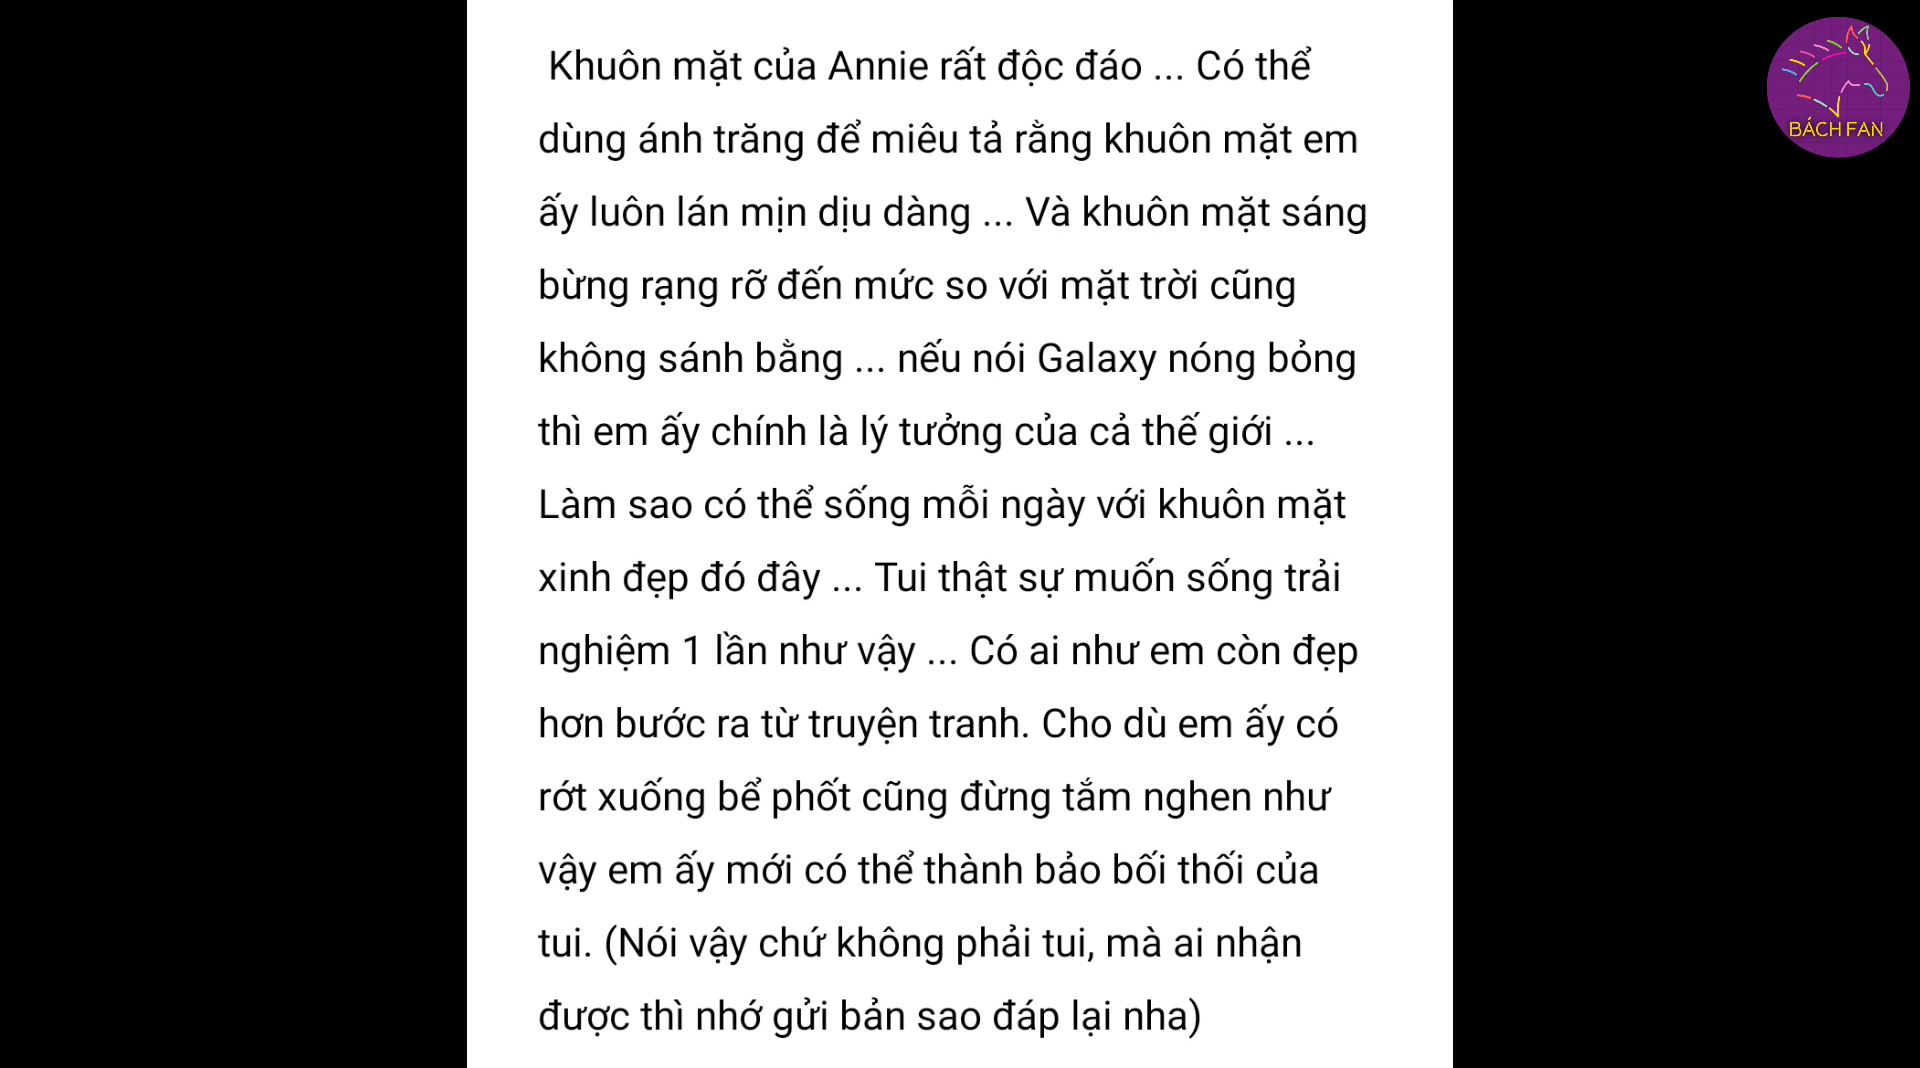 Khuôn mặt của Annie rất độc đáo ... Có thể
dùng ánh trăng để miêu tả rằng khuôn mặt em
ấy luôn lán mịn dịu dàng ... Và khuôn mặt sáng
bừng rạng rỡ đến mức so với mặt trời cũng
không sánh bằng ... nếu nói Galaxy nóng bỏng
thì em ấy chính là lý tưởng của cả thế giới ...
Làm sao có thể sống mỗi ngày với khuôn mặt
xinh đẹp đó đây ... Tui thật sự muốn sống trải
nghiệm 1 lần như vậy ... Có ai như em còn đẹp
hơn bước ra từ truyện tranh. Cho dù em ấy có
rớt xuống bể phốt cũng đừng tắm nghen như
vậy em ấy mới có thể thành bảo bối thối của
tui. (Nói vậy chứ không phải tui, mà ai nhận
được thì nhớ gửi bản sao đáp lại nha)
BÁCH FAN